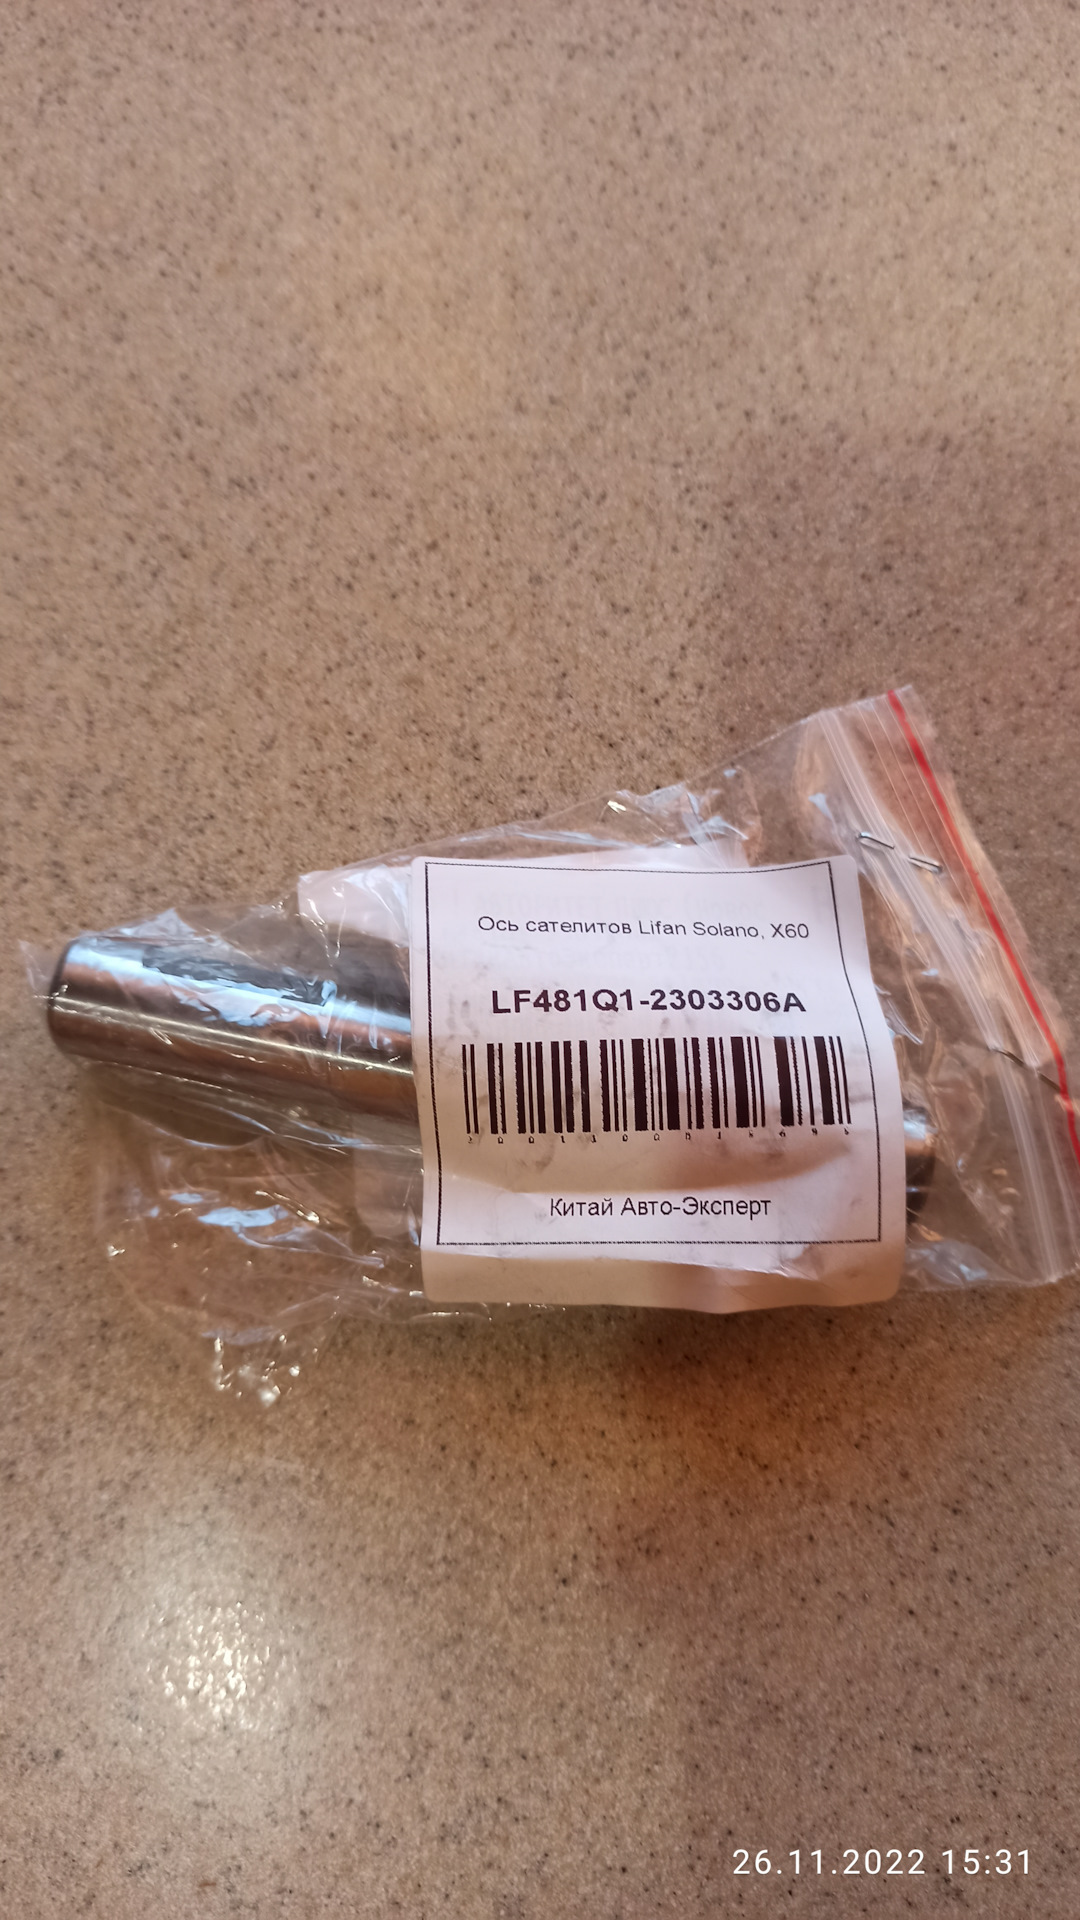 Ось сателитов Lifan Solano, X60
LF481Q1-2303306A
Китай Авто-Эксперт
26.11.2022 15:31